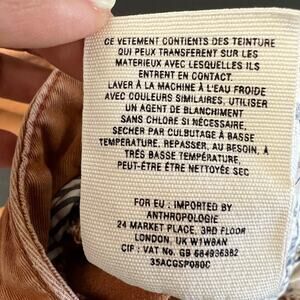 CE VETEMENT CONTIENTS DES TEINTURE
QUI PEUX TRANSFERENT SUR LES
MATERIEUX AVEC LESQUELLES ILS
ENTRENT EN CONTACT.
LAVER À LA MACHINE À L'EAU FROIDE
AVEC COULEURS SIMILAIRES, UTILISER
UN AGENT DE BLANCHIMENT
SANS CHLORE SI NÉCESSAIRE,
SECHER PAR CULBUTAGE À BASSE
TEMPÉRATURE, REPASSER, AU BESOIN, À
TRÈS BASSE TEMPÉRATURE,
PEUT-ÊTRE ÊTRE NETTOYÉE SEC
FOR EU : IMPORTED BY
ANTHROPOLOGIE
24 MARKET PLACE, 3RD FLOOR
LONDON, UK W1W8AN
CIF : VAT No: GB 684936382
35ACGSP080C